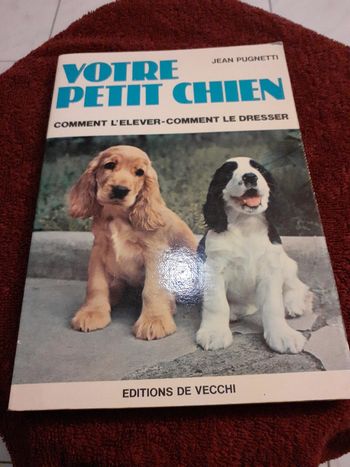 JEAN PUGNETTI
VOTRE
PETIT CHIEN
COMMENT L'ELEVER-COMMENT LE DRESSER
EDITIONS DE VECCHI